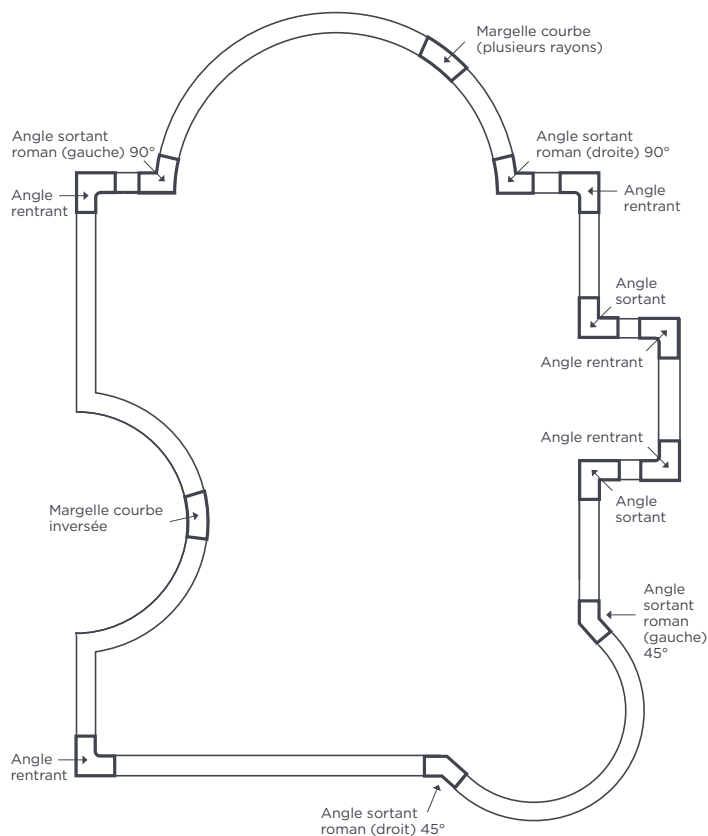 Margelle courbe
(plusieurs rayons)
Angle sortant
roman (gauche) 90°
Angle sortant
roman (droite) 90°
Angle
rentrant
Angle
rentrant
Angle
sortant
Angle rentrant
Angle rentrant
Margelle courbe
inversée
Angle
sortant
Angle
sortant
roman
(gauche)
45°
Angle
rentrant
Angle sortant
roman (droit) 45°